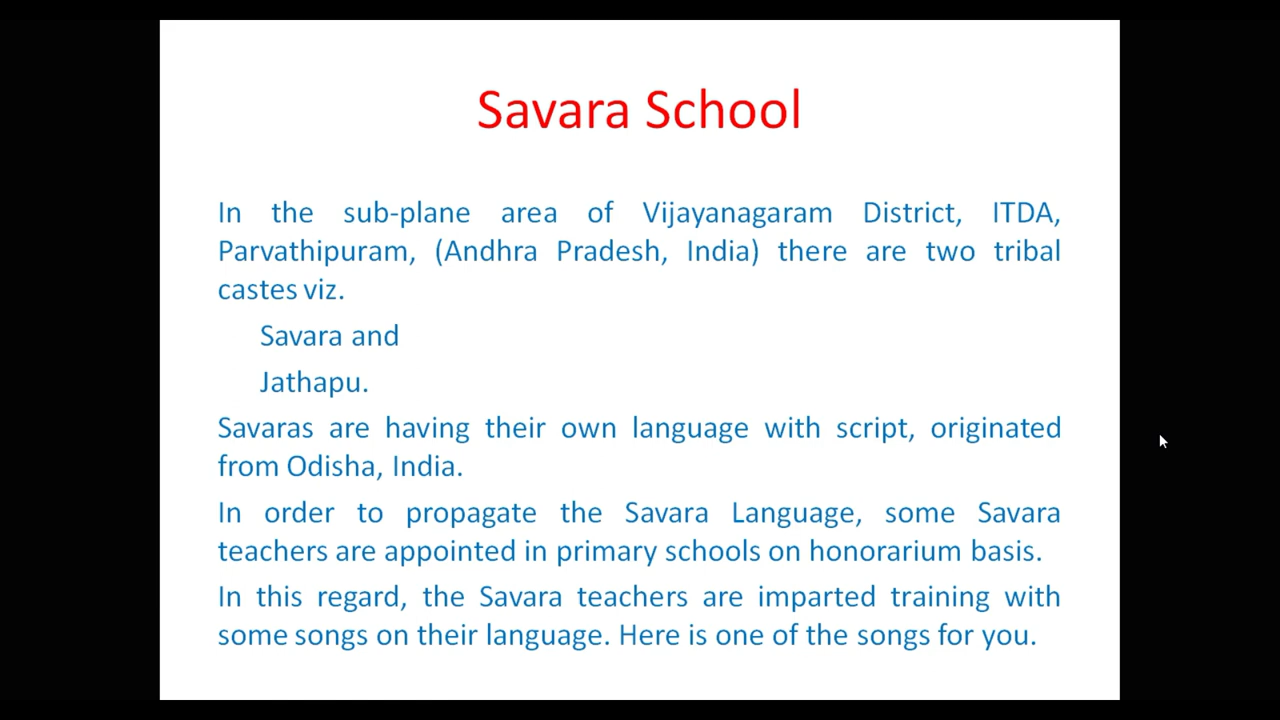 Savara School
In the sub-plane area of Vijayanagaram District, ITDA,
Parvathipuram, (Andhra Pradesh, India) there are two tribal
castes viz.
Savara and
Jathapu.
Savaras are having their own language with script, originated
from Odisha, India.
In order to propagate the Savara Language, some Savara
teachers are appointed in primary schools on honorarium basis.
In this regard, the Savara teachers are imparted training with
some songs on their language. Here is one of the songs for you.